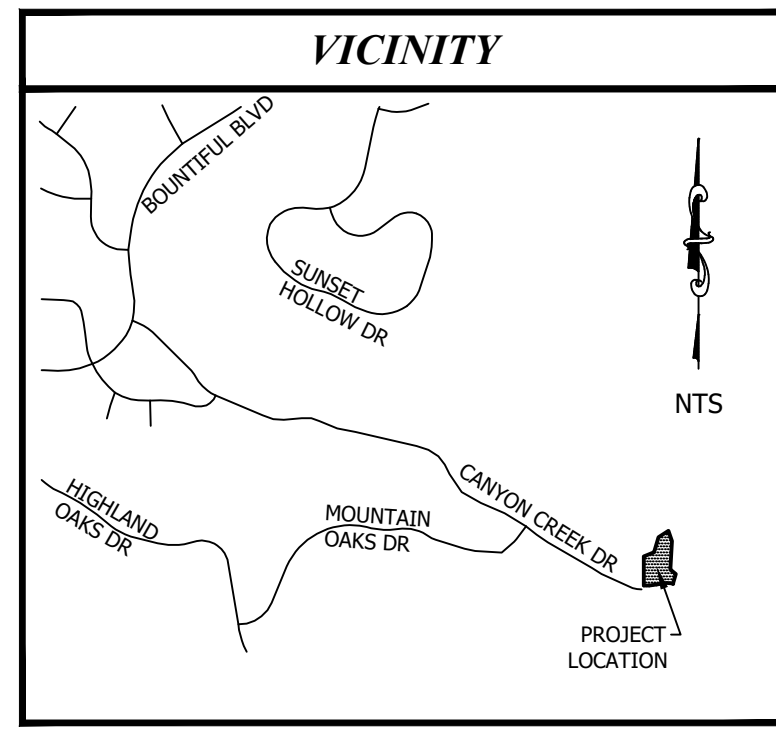 VICINITY
BOUNTIFUL BLVD
SUNSET
HOLLOW DR
NTS
CANYON CREEK DR
HIGHLAND
OAKS DR
MOUNTAIN
OAKS DR
PROJECT
LOCATION